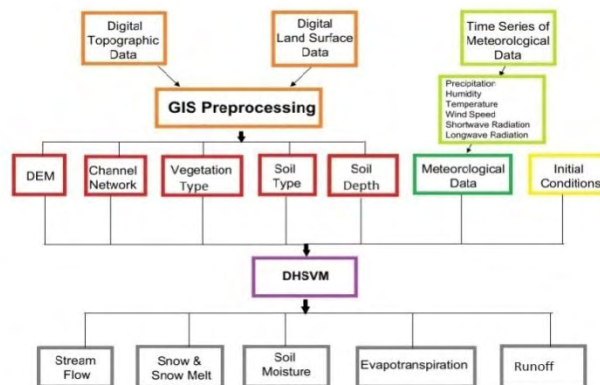 Digital
Topographic
Data
Digital
Land Surface
Data
Time Series of
Meteorological
Data
Precipitation
Humidity
Temperature
Wind Speed
Shortwave Radiation
Longwave Radiation
GIS Preprocessing
DEM
Channel
Network
Vegetation
Type
Soil
Type
Soil
Depth
Meteorological
Data
Initial
Conditions
DHSVM
Stream
Flow
Snow &
Snow Melt
Soil
Moisture
Evapotranspiration
Runoff